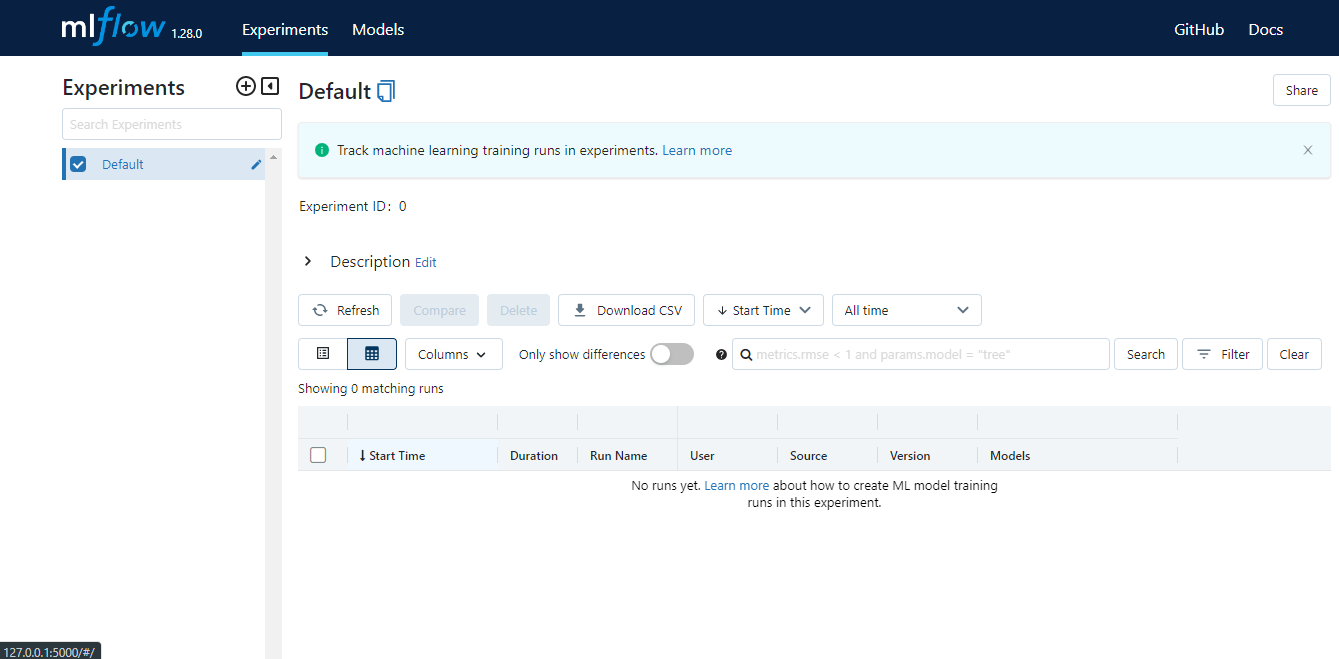 mlflow 1.28.0 Experiments Models GitHub Docs
Experiments
Search Experiments
Default
Default
Share
Track machine learning training runs in experiments. Learn more
Experiment ID: 0
Description Edit
Refresh Compare Delete Download CSV Start Time All time
Columns Only show differences metrics.rmse < 1 and params.model = "tree" Search Filter Clear
Showing 0 matching runs
Start Time Duration Run Name User Source Version Models
No runs yet. Learn more about how to create ML model training
runs in this experiment.
127.0.0.1:5000/#/